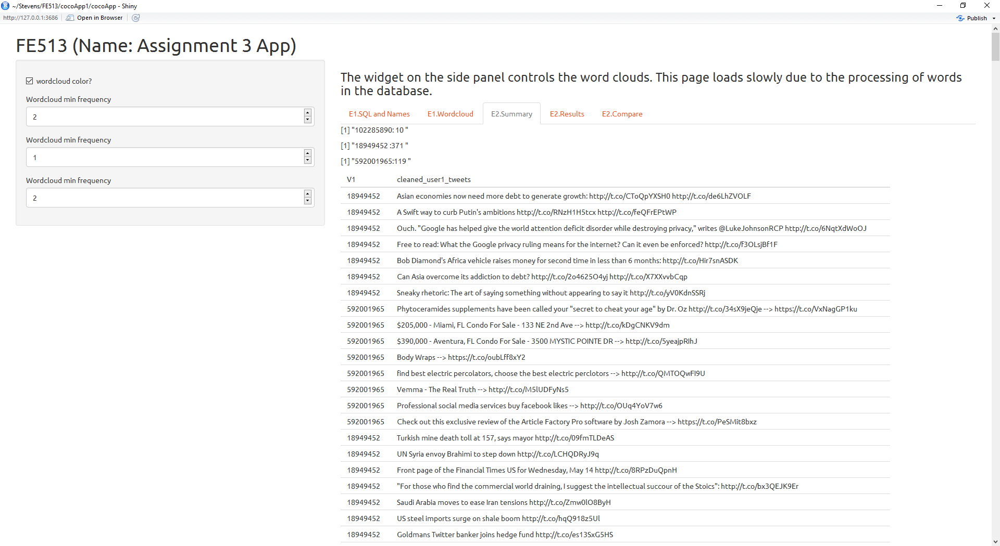 ~/Stevens/FE513/cocoApp1/cocoApp - Shiny
http://127.0.0.1:3686 Open in Browser Publish
FE513 (Name: Assignment 3 App)
wordcloud color?
Wordcloud min frequency
2
Wordcloud min frequency
1
Wordcloud min frequency
2
The widget on the side panel controls the word clouds. This page loads slowly due to the processing of words
in the database.
E1.SQL and Names E1.Wordcloud E2.Summary E2.Results E2.Compare
[1] "102285890: 10 "
[1] "18949452 :371 "
[1] "592001965:119 "
V1 cleaned_user1_tweets
18949452 Asian economies now need more debt to generate growth: http://t.co/CToQpYXSH0 http://t.co/de6LhZVOLF
18949452 A Swift way to curb Putin's ambitions http://t.co/RNzH1H5tcx http://t.co/feQFrEPtWP
18949452 Ouch. "Google has helped give the world attention deficit disorder while destroying privacy," writes @LukeJohnsonRCP http://t.co/6NqtXdWoOJ
18949452 Free to read: What the Google privacy ruling means for the internet? Can it even be enforced? http://t.co/f3OLsjBf1F
18949452 Bob Diamond's Africa vehicle raises money for second time in less than 6 months: http://t.co/Hir7snASDK
18949452 Can Asia overcome its addiction to debt? http://t.co/2o4625O4yj http://t.co/X7XXvvbCqp
18949452 Sneaky rhetoric: The art of saying something without appearing to say it http://t.co/yV0KdnSSRj
592001965 Phytoceramides supplements have been called your "secret to cheat your age" by Dr. Oz http://t.co/34sX9jeQje --> https://t.co/VxNagGP1ku
592001965 $205,000 - Miami, FL Condo For Sale - 133 NE 2nd Ave --> http://t.co/kDgCNKV9dm
592001965 $390,000 - Aventura, FL Condo For Sale - 3500 MYSTIC POINTE DR --> http://t.co/5yeajpRlhJ
592001965 Body Wraps --> https://t.co/oubLff8xY2
592001965 find best electric percolators, choose the best electric perclotors --> http://t.co/QMTOQwFI9U
592001965 Vemma - The Real Truth --> http://t.co/M5lUDFyNs5
592001965 Professional social media services buy facebook likes --> http://t.co/OUq4YoV7w6
592001965 Check out this exclusive review of the Article Factory Pro software by Josh Zamora --> https://t.co/PeSMit8bxz
18949452 Turkish mine death toll at 157, says mayor http://t.co/09fmTLDeAS
18949452 UN Syria envoy Brahimi to step down http://t.co/LCHQDRyJ9q
18949452 Front page of the Financial Times US for Wednesday, May 14 http://t.co/8RPzDuQpnH
18949452 "For those who find the commercial world draining, I suggest the intellectual succour of the Stoics": http://t.co/bx3QEJK9Er
18949452 Saudi Arabia moves to ease Iran tensions http://t.co/Zmw0lO8ByH
18949452 US steel imports surge on shale boom http://t.co/hqQ918z5Ul
18949452 Goldmans Twitter banker joins hedge fund http://t.co/es13SxG5HS